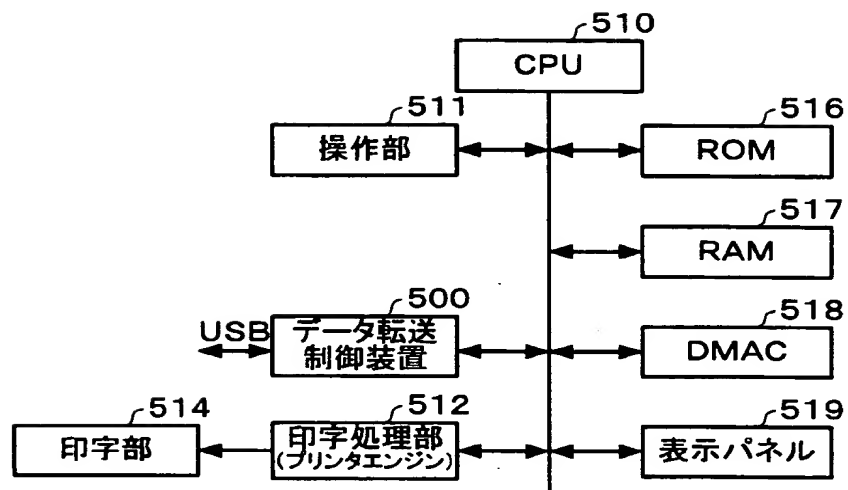 510
CPU
511
操作部
516
ROM
517
RAM
USB
500
データ転送
制御装置
518
DMAC
514
印字部
512
印字処理部
(プリンタエンジン)
519
表示パネル